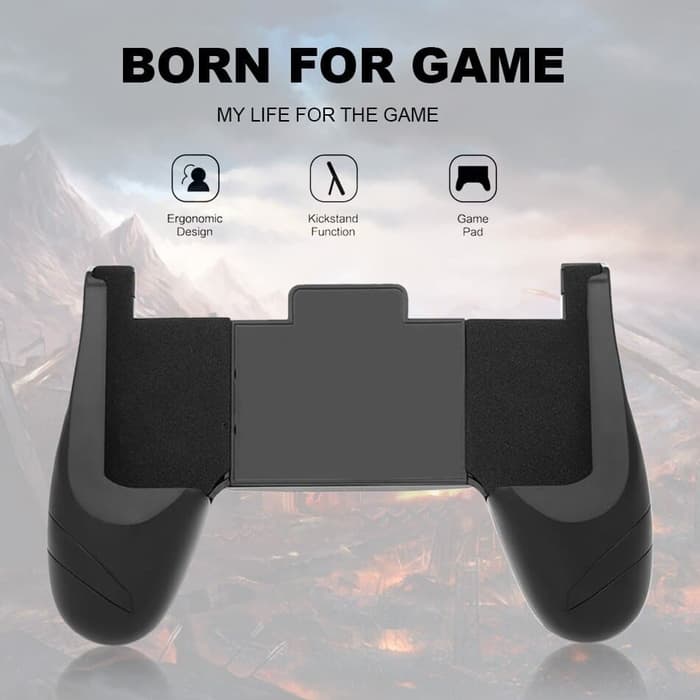 BORN FOR GAME
MY LIFE FOR THE GAME
Ergonomic
Design
Kickstand
Function
Game
Pad